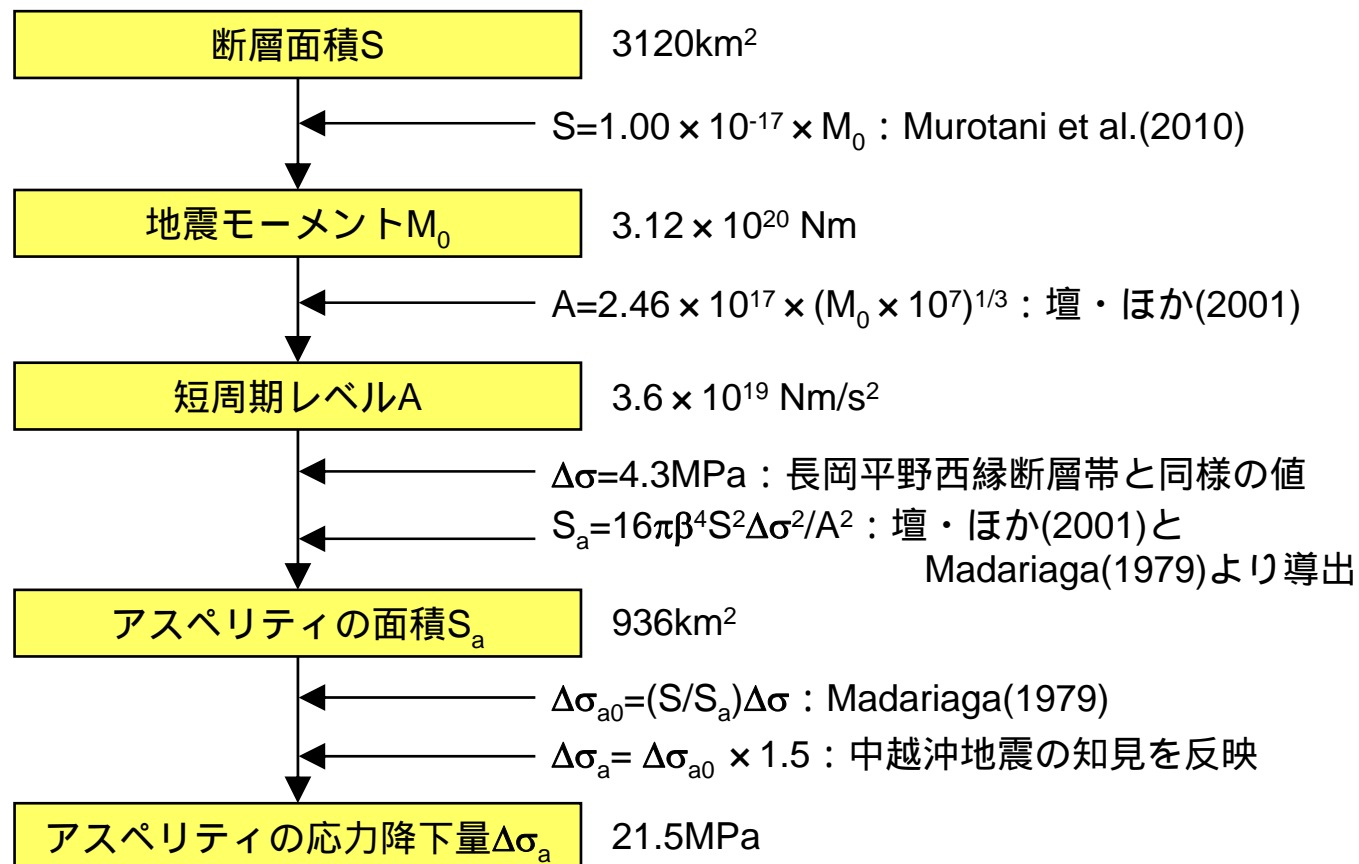 断層面積S 3120km²
S=1.00×10⁻¹⁷×M₀：Murotani et al.(2010)
地震モーメントM₀ 3.12×10²⁰ Nm
A=2.46×10¹⁷×(M₀×10⁷)¹/³：壇・ほか(2001)
短周期レベルA 3.6×10¹⁹ Nm/s²
Δσ=4.3MPa：長岡平野西縁断層帯と同様の値
Sₐ=16πβ⁴S²Δσ²/A²：壇・ほか(2001)と
Madariaga(1979)より導出
アスペリティの面積Sₐ 936km²
Δσₐ₀=(S/Sₐ)Δσ：Madariaga(1979)
Δσₐ= Δσₐ₀ ×1.5：中越沖地震の知見を反映
アスペリティの応力降下量Δσₐ 21.5MPa